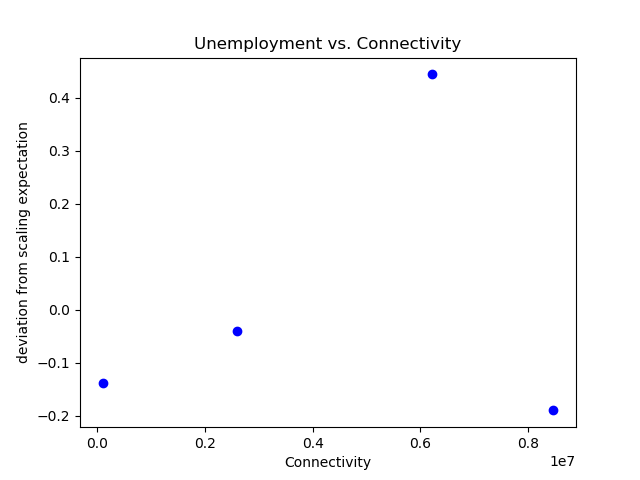 Unemployment vs. Connectivity
deviation from scaling expectation
0.4
0.3
0.2
0.1
0.0
−0.1
−0.2
0.0 0.2 0.4 0.6 0.8
1e7
Connectivity